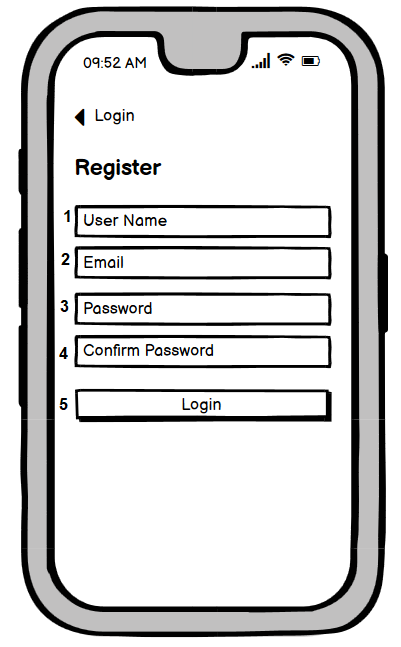 09:52 AM
Login
Register
1 User Name
2 Email
3 Password
4 Confirm Password
5 Login